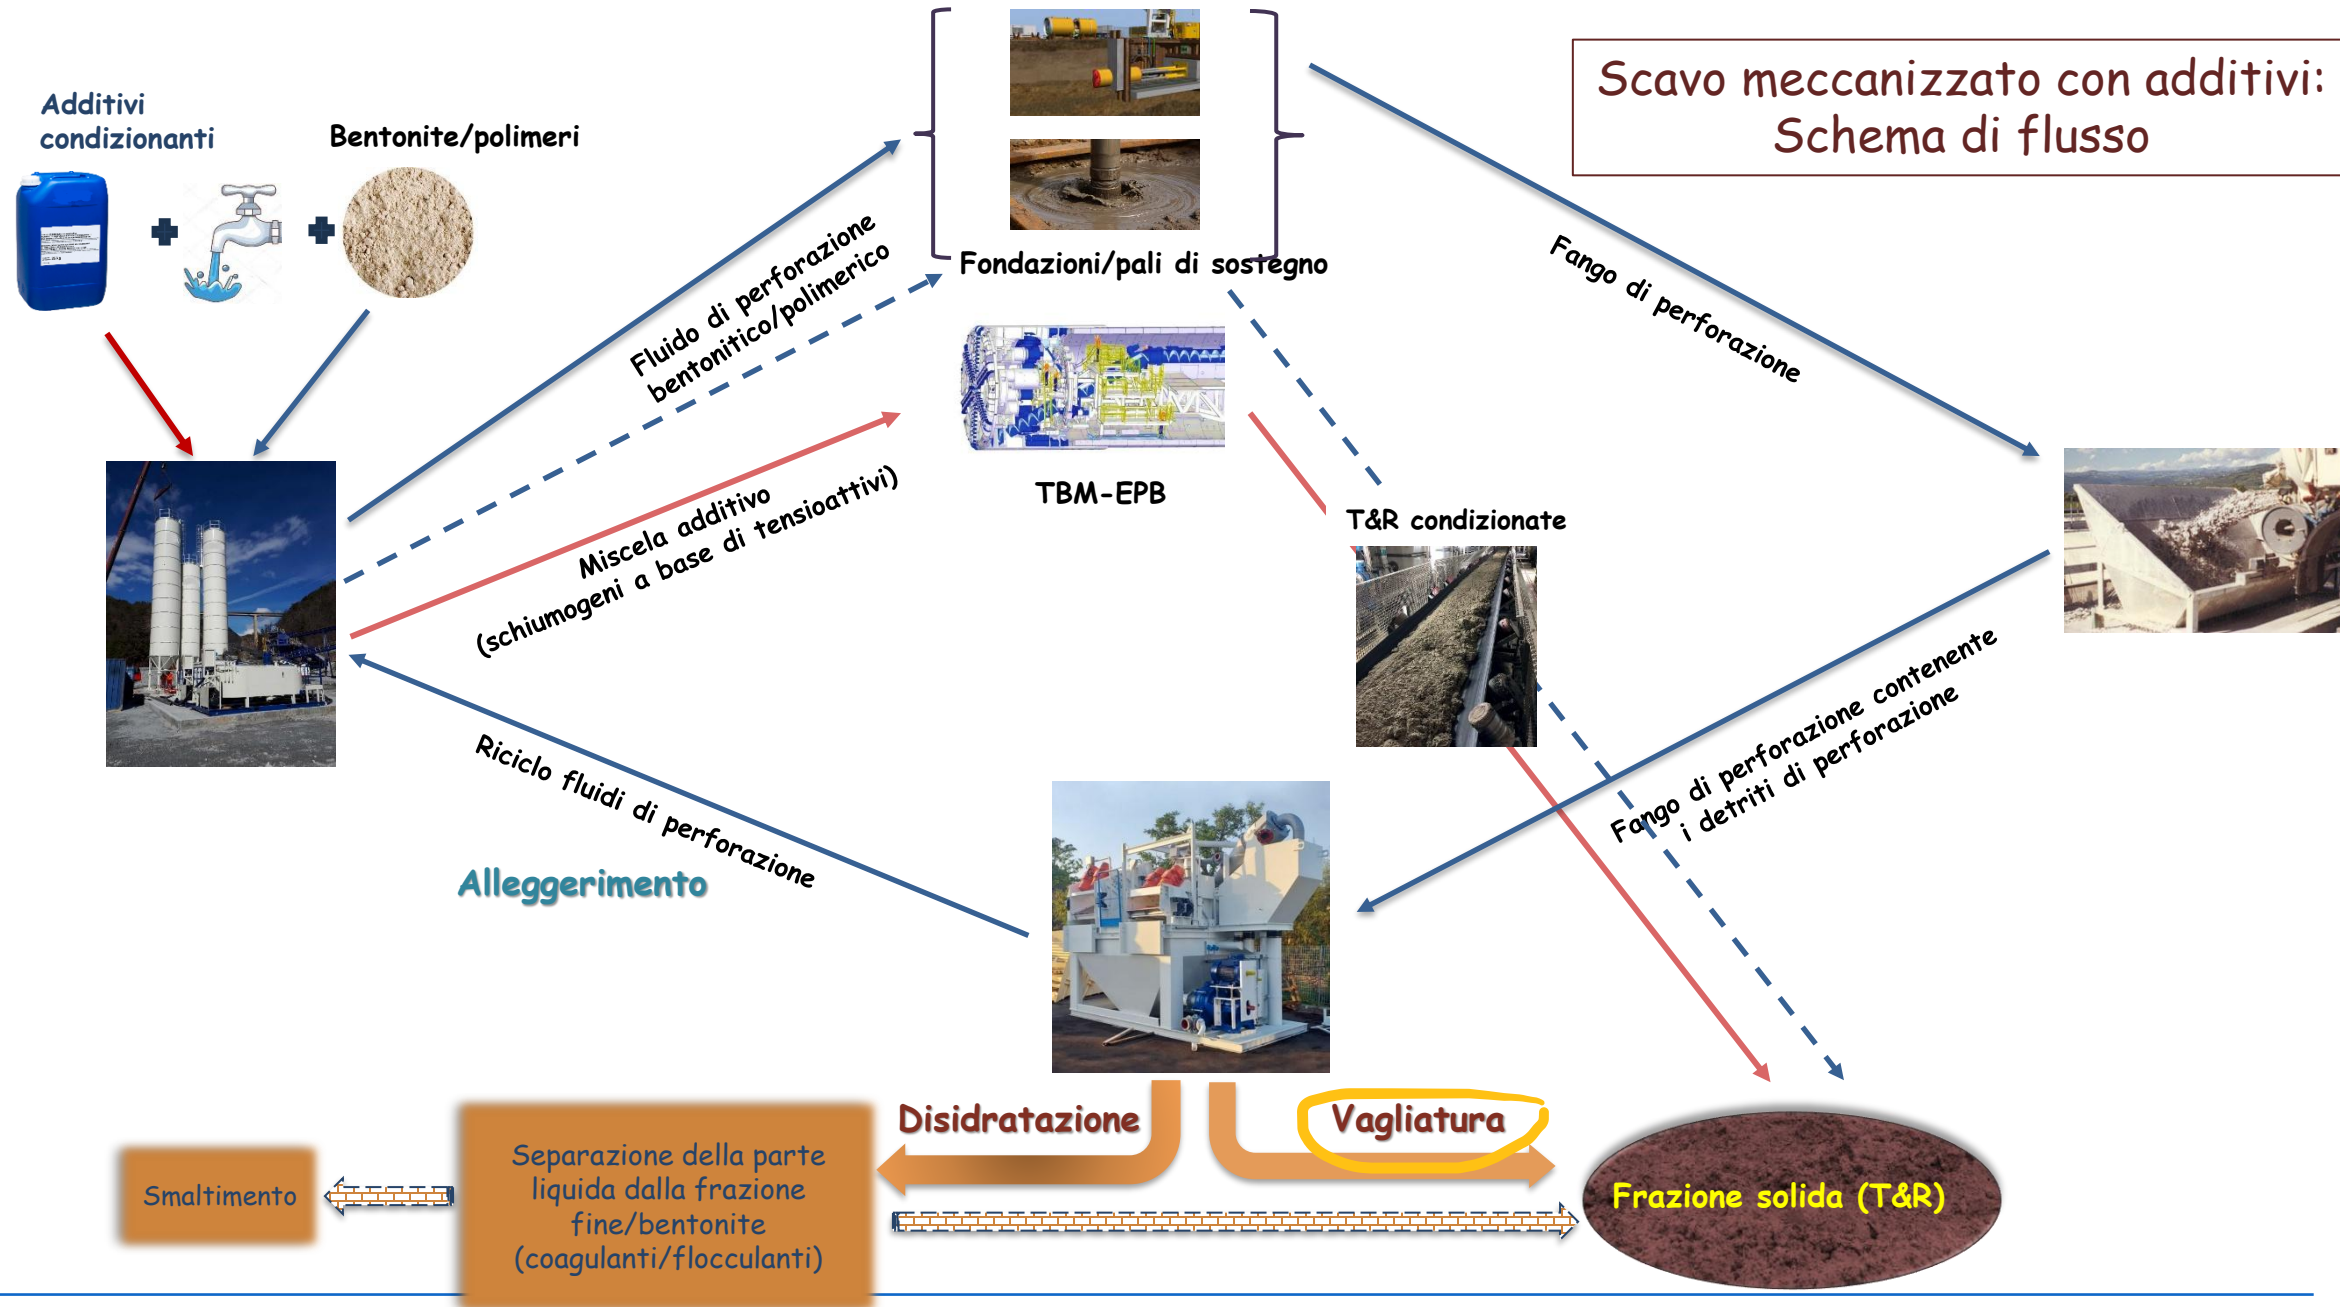 Scavo meccanizzato con additivi:
Schema di flusso
Additivi
condizionanti
Bentonite/polimeri
Fluido di perforazione
bentonitico/polimerico
Fondazioni/pali di sostegno
Fango di perforazione
TBM-EPB
Miscela additivo
(schiumogeni a base di tensioattivi)
T&R condizionate
Fango di perforazione contenente
i detriti di perforazione
Riciclo fluidi di perforazione
Alleggerimento
Disidratazione
Vagliatura
Separazione della parte
liquida dalla frazione
fine/bentonite
(coagulanti/flocculanti)
Smaltimento
Frazione solida (T&R)